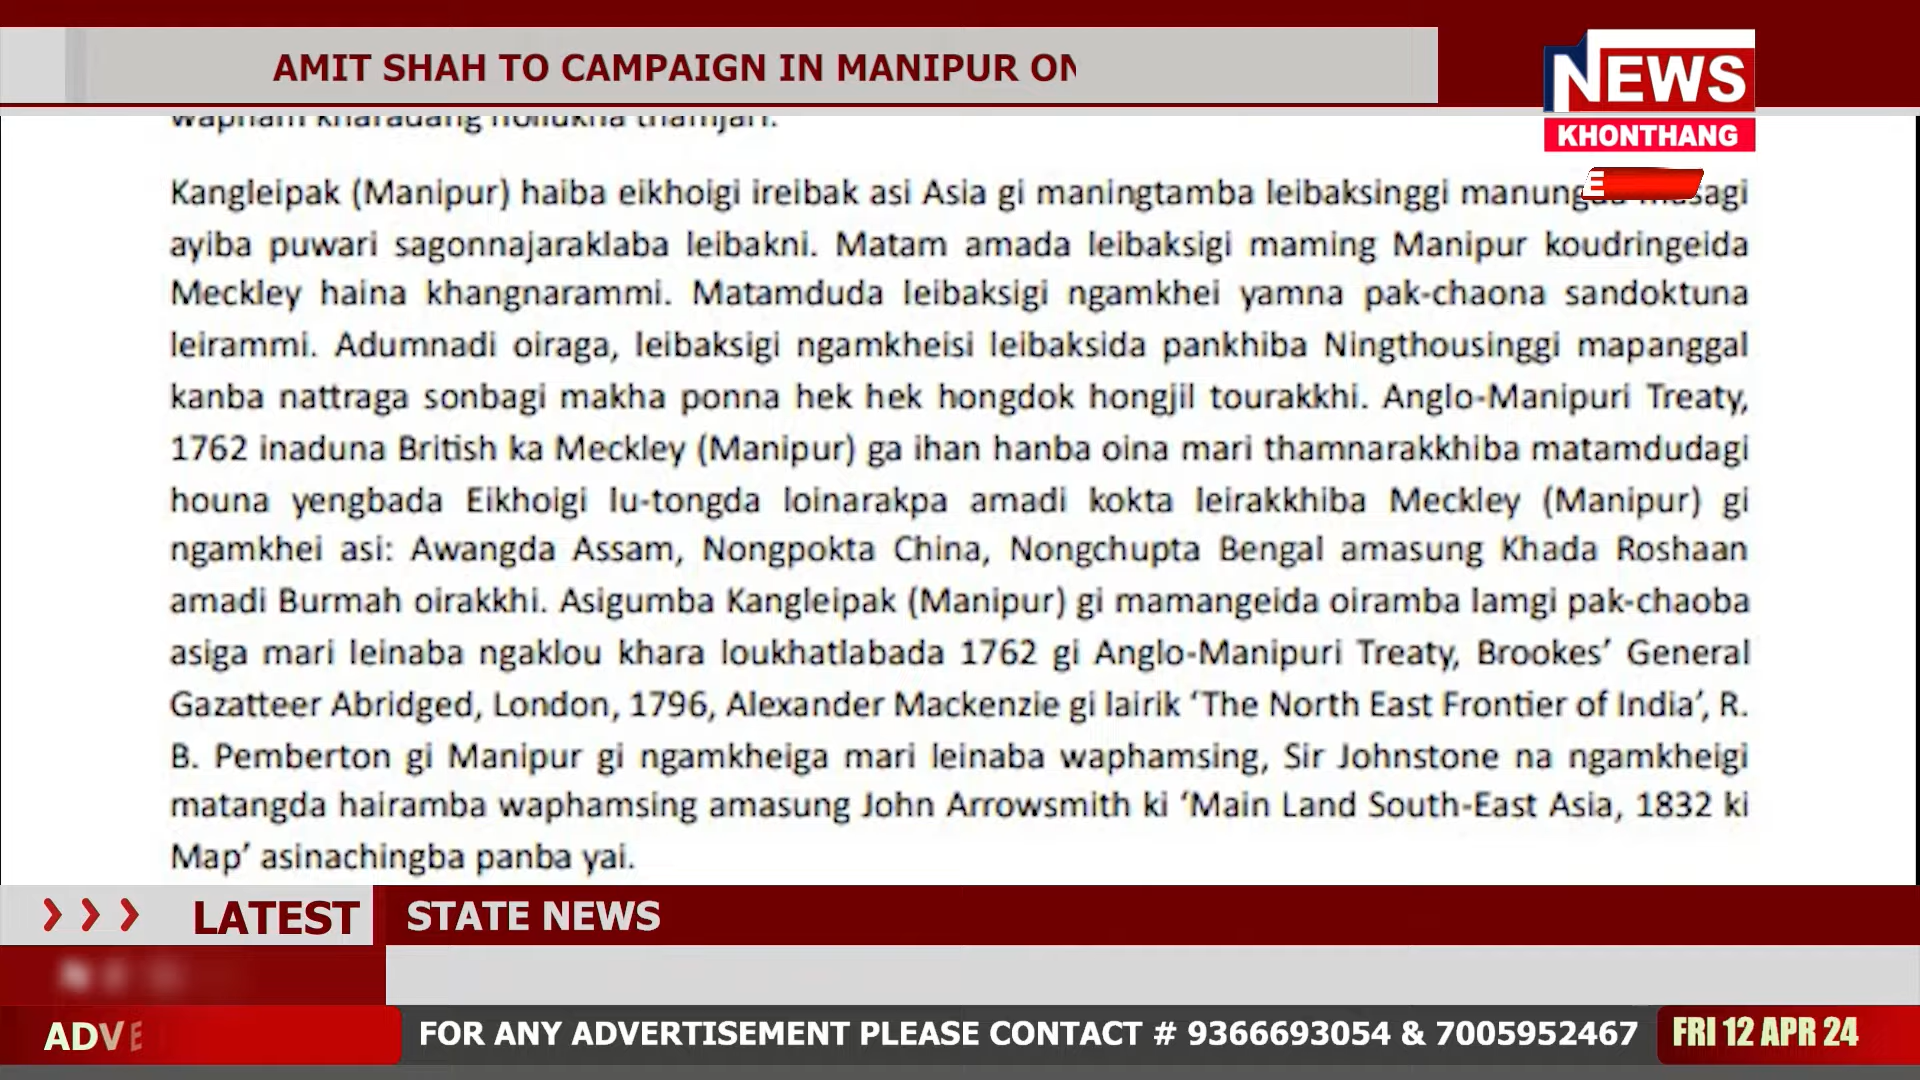 AMIT SHAH TO CAMPAIGN IN MANIPUR ON
NEWS
KHONTHANG
E
wapham kharadang hollukna thamjari.
Kangleipak (Manipur) haiba eikhoigi ireibak asi Asia gi maningtamba leibaksinggi manungda masagi
ayiba puwari sagonnajaraklaba leibakni. Matam amada leibaksigi maming Manipur koudringeida
Meckley haina khangnarammi. Matamduda leibaksigi ngamkhei yamna pak-chaona sandoktuna
leirammi. Adumnadi oiraga, leibaksigi ngamkheisi leibaksida pankhiba Ningthousinggi mapanggal
kanba nattraga sonbagi makha ponna hek hek hongdok hongjil tourakkhi. Anglo-Manipuri Treaty,
1762 inaduna British ka Meckley (Manipur) ga ihan hanba oina mari thamnarakkhiba matamdudagi
houna yengbada Eikhoigi lu-tongda loinarakpa amadi kokta leirakkhiba Meckley (Manipur) gi
ngamkhei asi: Awangda Assam, Nongpokta China, Nongchupta Bengal amasung Khada Roshaan
amadi Burmah oirakkhi. Asigumba Kangleipak (Manipur) gi mamangeida oiramba lamgi pak-chaoba
asiga mari leinaba ngaklou khara loukhatlabada 1762 gi Anglo-Manipuri Treaty, Brookes’ General
Gazatteer Abridged, London, 1796, Alexander Mackenzie gi lairik ‘The North East Frontier of India’, R.
B. Pemberton gi Manipur gi ngamkheiga mari leinaba waphamsing, Sir Johnstone na ngamkheigi
matangda hairamba waphamsing amasung John Arrowsmith ki ‘Main Land South-East Asia, 1832 ki
Map’ asinachingba panba yai.
LATEST
STATE NEWS
ADVE
FOR ANY ADVERTISEMENT PLEASE CONTACT # 9366693054 & 7005952467
FRI 12 APR 24